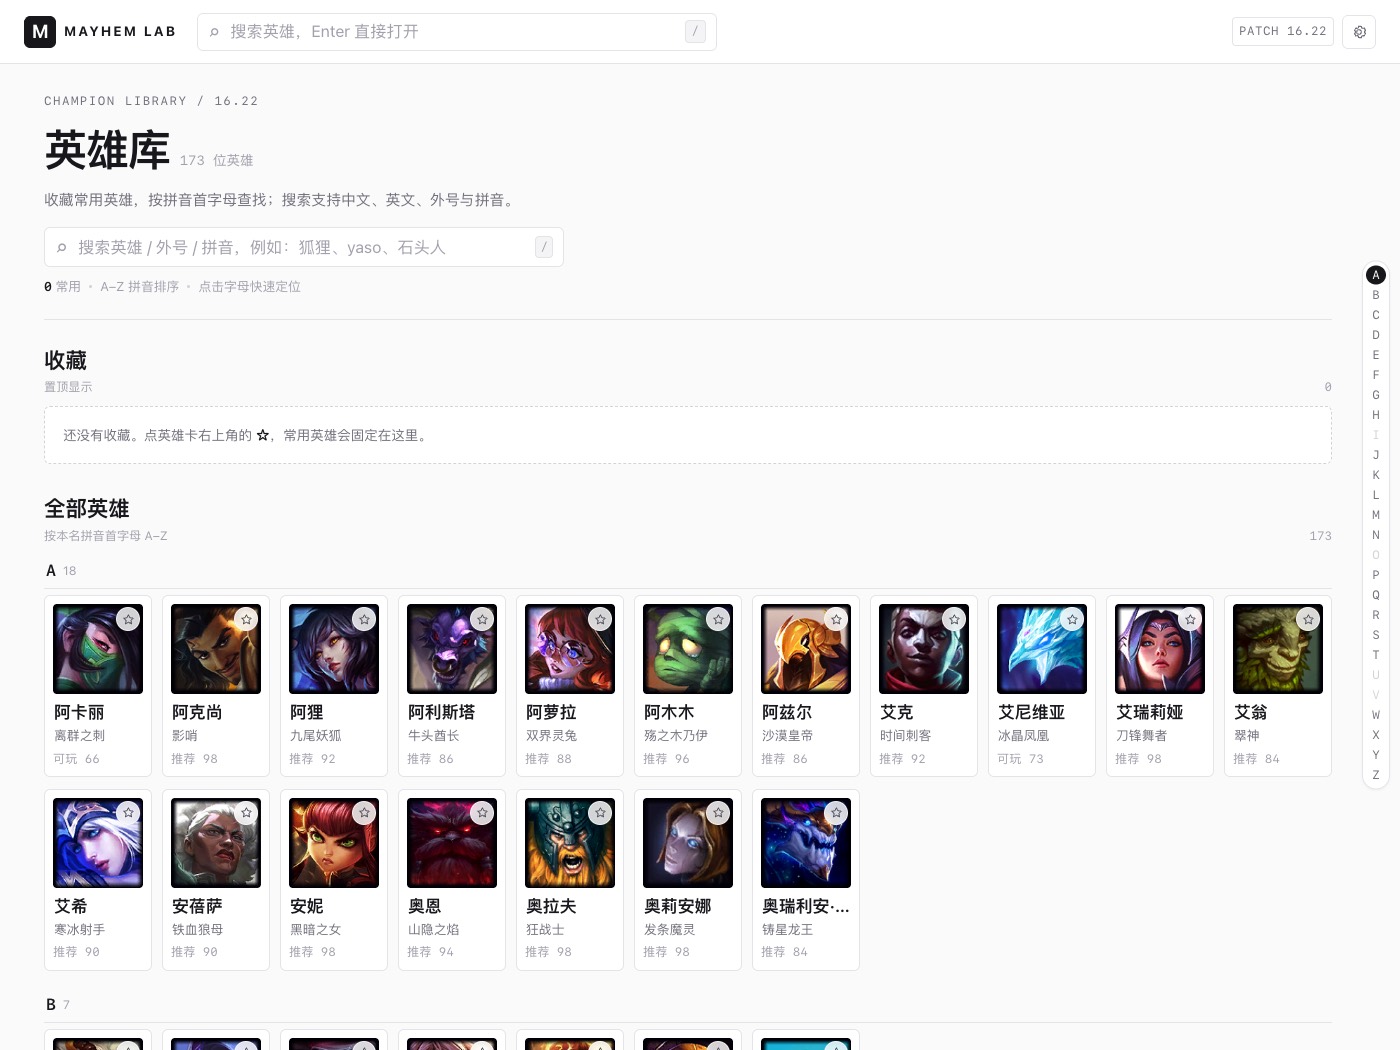 M MAYHEM LAB
搜索英雄，Enter 直接打开
/
PATCH 16.22
CHAMPION LIBRARY / 16.22
英雄库 173 位英雄
收藏常用英雄，按拼音首字母查找；搜索支持中文、英文、外号与拼音。
搜索英雄 / 外号 / 拼音，例如：狐狸、yaso、石头人
/
0 常用 • A–Z 拼音排序 • 点击字母快速定位
收藏
置顶显示
0
还没有收藏。点英雄卡右上角的 ☆，常用英雄会固定在这里。
全部英雄
按本名拼音首字母 A–Z
173
A 18
阿卡丽
离群之刺
可玩 66
阿克尚
影哨
推荐 98
阿狸
九尾妖狐
推荐 92
阿利斯塔
牛头酋长
推荐 86
阿萝拉
双界灵兔
推荐 88
阿木木
殇之木乃伊
推荐 96
阿兹尔
沙漠皇帝
推荐 86
艾克
时间刺客
推荐 92
艾尼维亚
冰晶凤凰
可玩 73
艾瑞莉娅
刀锋舞者
推荐 98
艾翁
翠神
推荐 84
艾希
寒冰射手
推荐 90
安蓓萨
铁血狼母
推荐 90
安妮
黑暗之女
推荐 98
奥恩
山隐之焰
推荐 94
奥拉夫
狂战士
推荐 98
奥莉安娜
发条魔灵
推荐 98
奥瑞利安·...
铸星龙王
推荐 84
B 7
A
B
C
D
E
F
G
H
I
J
K
L
M
N
O
P
Q
R
S
T
U
V
W
X
Y
Z